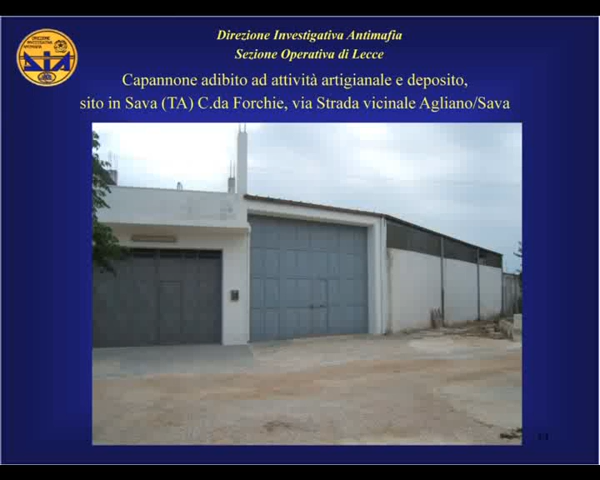 Direzione Investigativa Antimafia
Sezione Operativa di Lecce
Capannone adibito ad attività artigianale e deposito,
sito in Sava (TA) C.da Forchie, via Strada vicinale Agliano/Sava